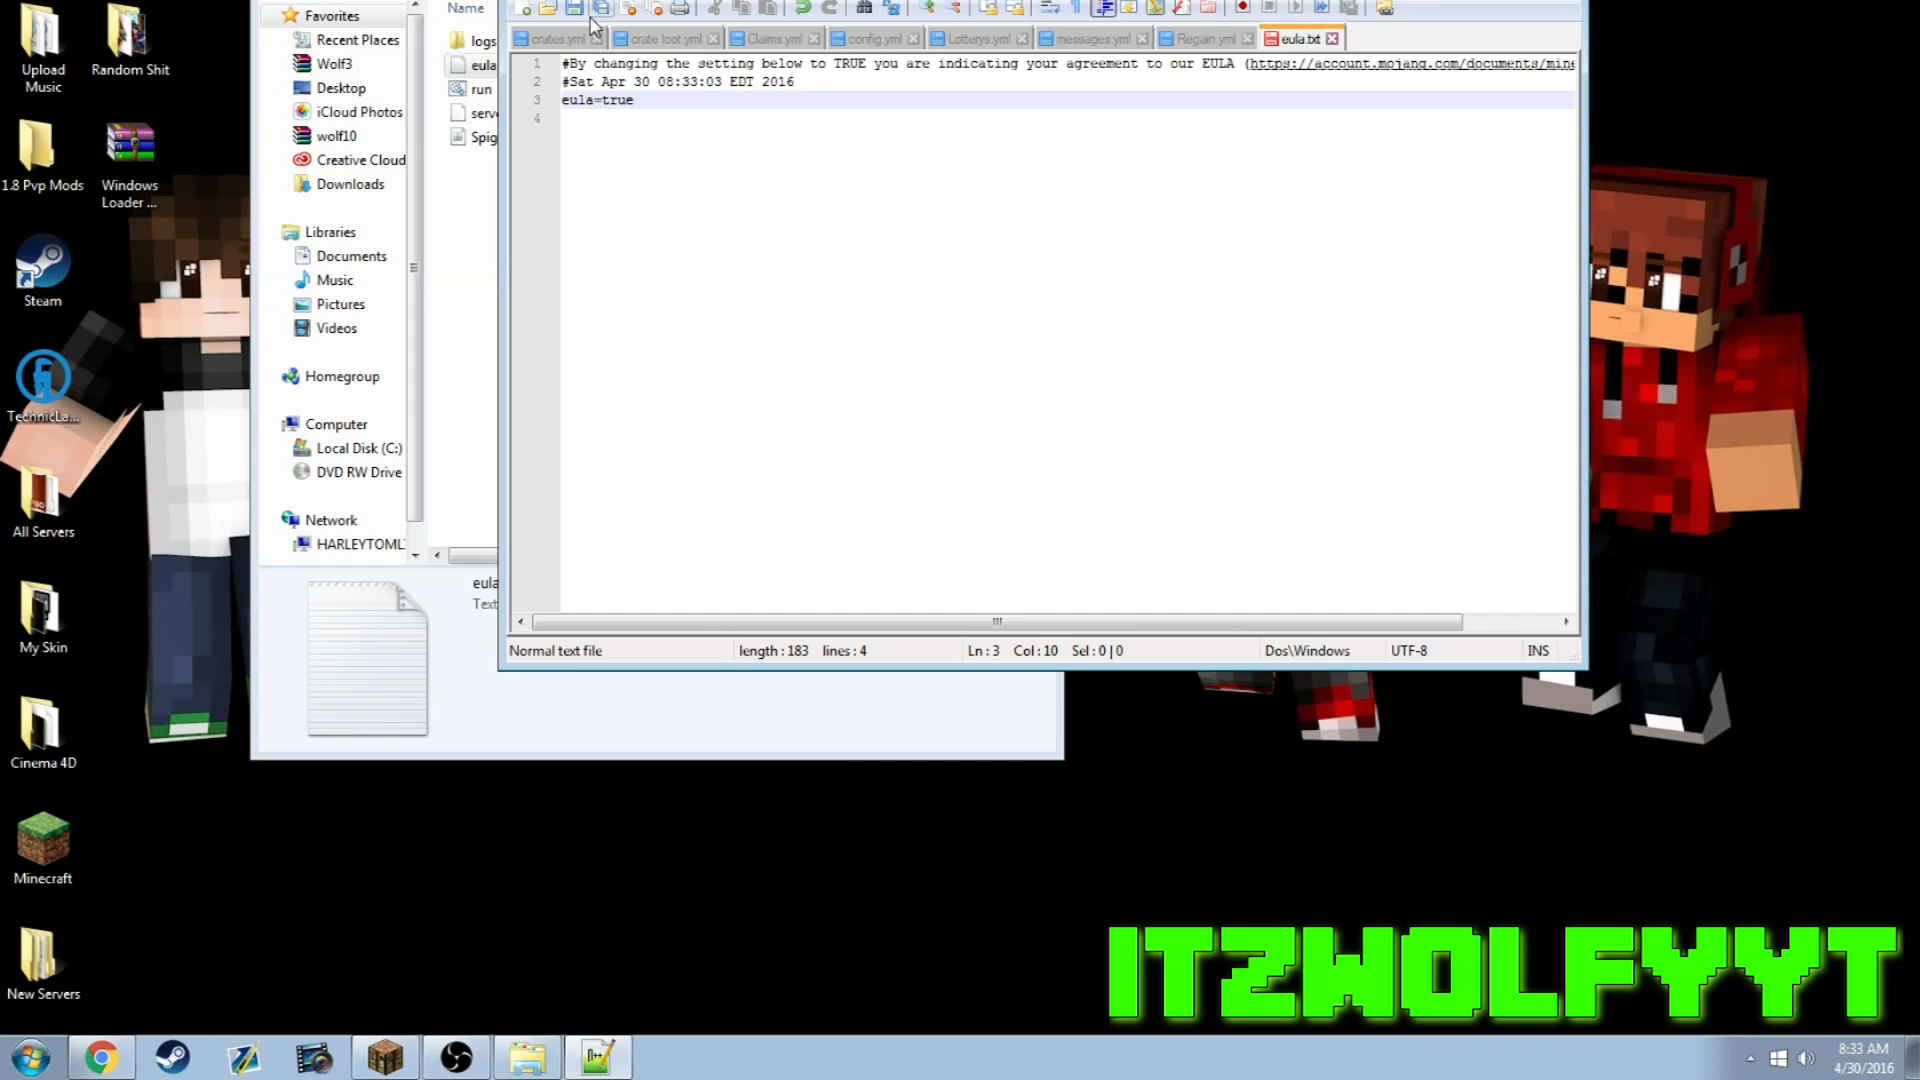 Upload
Music
Random Shit
1.8 Pvp Mods
Windows
Loader ...
Steam
TechnicLa...
All Servers
My Skin
Cinema 4D
Minecraft
New Servers
Favorites
Recent Places
Wolf3
Desktop
iCloud Photos
wolf10
Creative Cloud
Downloads
Libraries
Documents
Music
Pictures
Videos
Homegroup
Computer
Local Disk (C:)
DVD RW Drive
Network
HARLEYTOML
Name
logs
eula
run
serve
Spig
eula
Text
crates.yml
crate loot.yml
Claims.yml
config.yml
Lotterys.yml
messages.yml
Regain.yml
eula.txt
1 #By changing the setting below to TRUE you are indicating your agreement to our EULA (https://account.mojang.com/documents/mine
2 #Sat Apr 30 08:33:03 EDT 2016
3 eula=true
4
Normal text file length : 183 lines : 4 Ln : 3 Col : 10 Sel : 0 | 0 Dos\Windows UTF-8 INS
ITZWOLFYYT
8:33 AM
4/30/2016